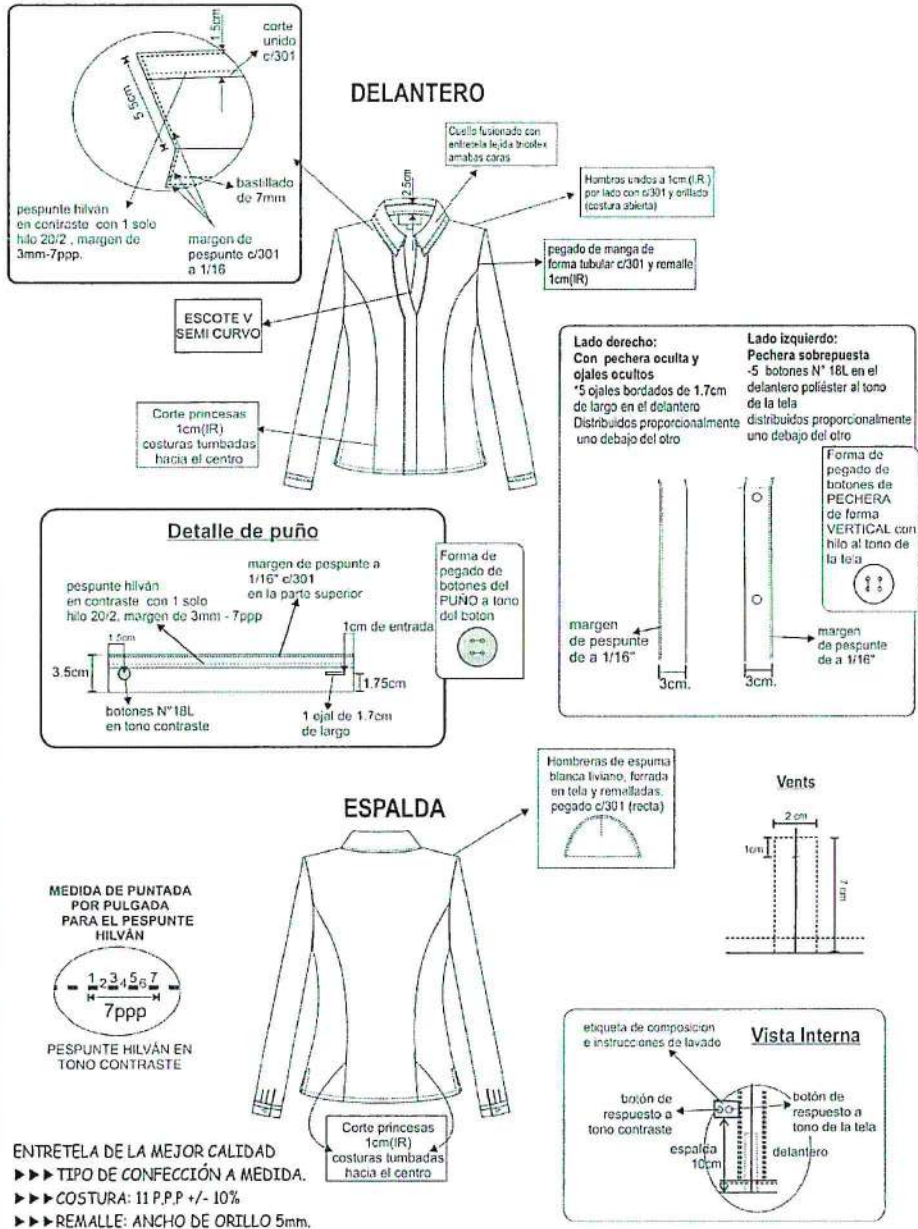 1.5cm
corte
unido
c/301
5.5cm
bastillado
de 7mm
pespunte hilván
en contraste con 1 solo
hilo 20/2 , margen de
3mm-7ppp.
margen de
pespunte c/301
a 1/16
DELANTERO
Cuello fusionado con
entretela tejida tricotex
amabas caras
2.5cm
Hombros unidos a 1cm.(I.R.)
por lado con c/301 y orillado
(costura abierta)
pegado de manga de
forma tubular c/301 y remalle
1cm(IR)
ESCOTE V
SEMI CURVO
Corte princesas
1cm(IR)
costuras tumbadas
hacia el centro
Lado derecho:
Con pechera oculta y
ojales ocultos
*5 ojales bordados de 1.7cm
de largo en el delantero
Distribuidos proporcionalmente
uno debajo del otro
Lado izquierdo:
Pechera sobrepuesta
-5 botones N° 18L en el
delantero poliéster al tono
de la tela
distribuidos proporcionalmente
uno debajo del otro
Forma de
pegado de
botones de
PECHERA
de forma
VERTICAL con
hilo al tono de
la tela
margen
de pespunte
de a 1/16"
3cm.
3cm.
margen
de pespunte
de a 1/16"
Detalle de puño
pespunte hilván
en contraste con 1 solo
hilo 20/2, margen de 3mm - 7ppp
margen de pespunte a
1/16" c/301
en la parte superior
1cm de entrada
1.5cm
3.5cm
1.75cm
botones N°18L
en tono contraste
1 ojal de 1.7cm
de largo
Forma de
pegado de
botones del
PUÑO a tono
del boton
Hombreras de espuma
blanca liviano, forrada
en tela y remalladas.
pegado c/301 (recta)
ESPALDA
Vents
2 cm
1cm
7 cm
MEDIDA DE PUNTADA
POR PULGADA
PARA EL PESPUNTE
HILVÁN
1 2 3 4 5 6 7
7ppp
PESPUNTE HILVÁN EN
TONO CONTRASTE
Corte princesas
1cm(IR)
costuras tumbadas
hacia el centro
etiqueta de composicion
e instrucciones de lavado
Vista Interna
botón de
respuesto a
tono contraste
botón de
respuesto a
tono de la tela
espalda
10cm
delantero
ENTRETELA DE LA MEJOR CALIDAD
►►►TIPO DE CONFECCIÓN A MEDIDA.
►►►COSTURA: 11 P.P.P +/- 10%
►►►REMALLE: ANCHO DE ORILLO 5mm.